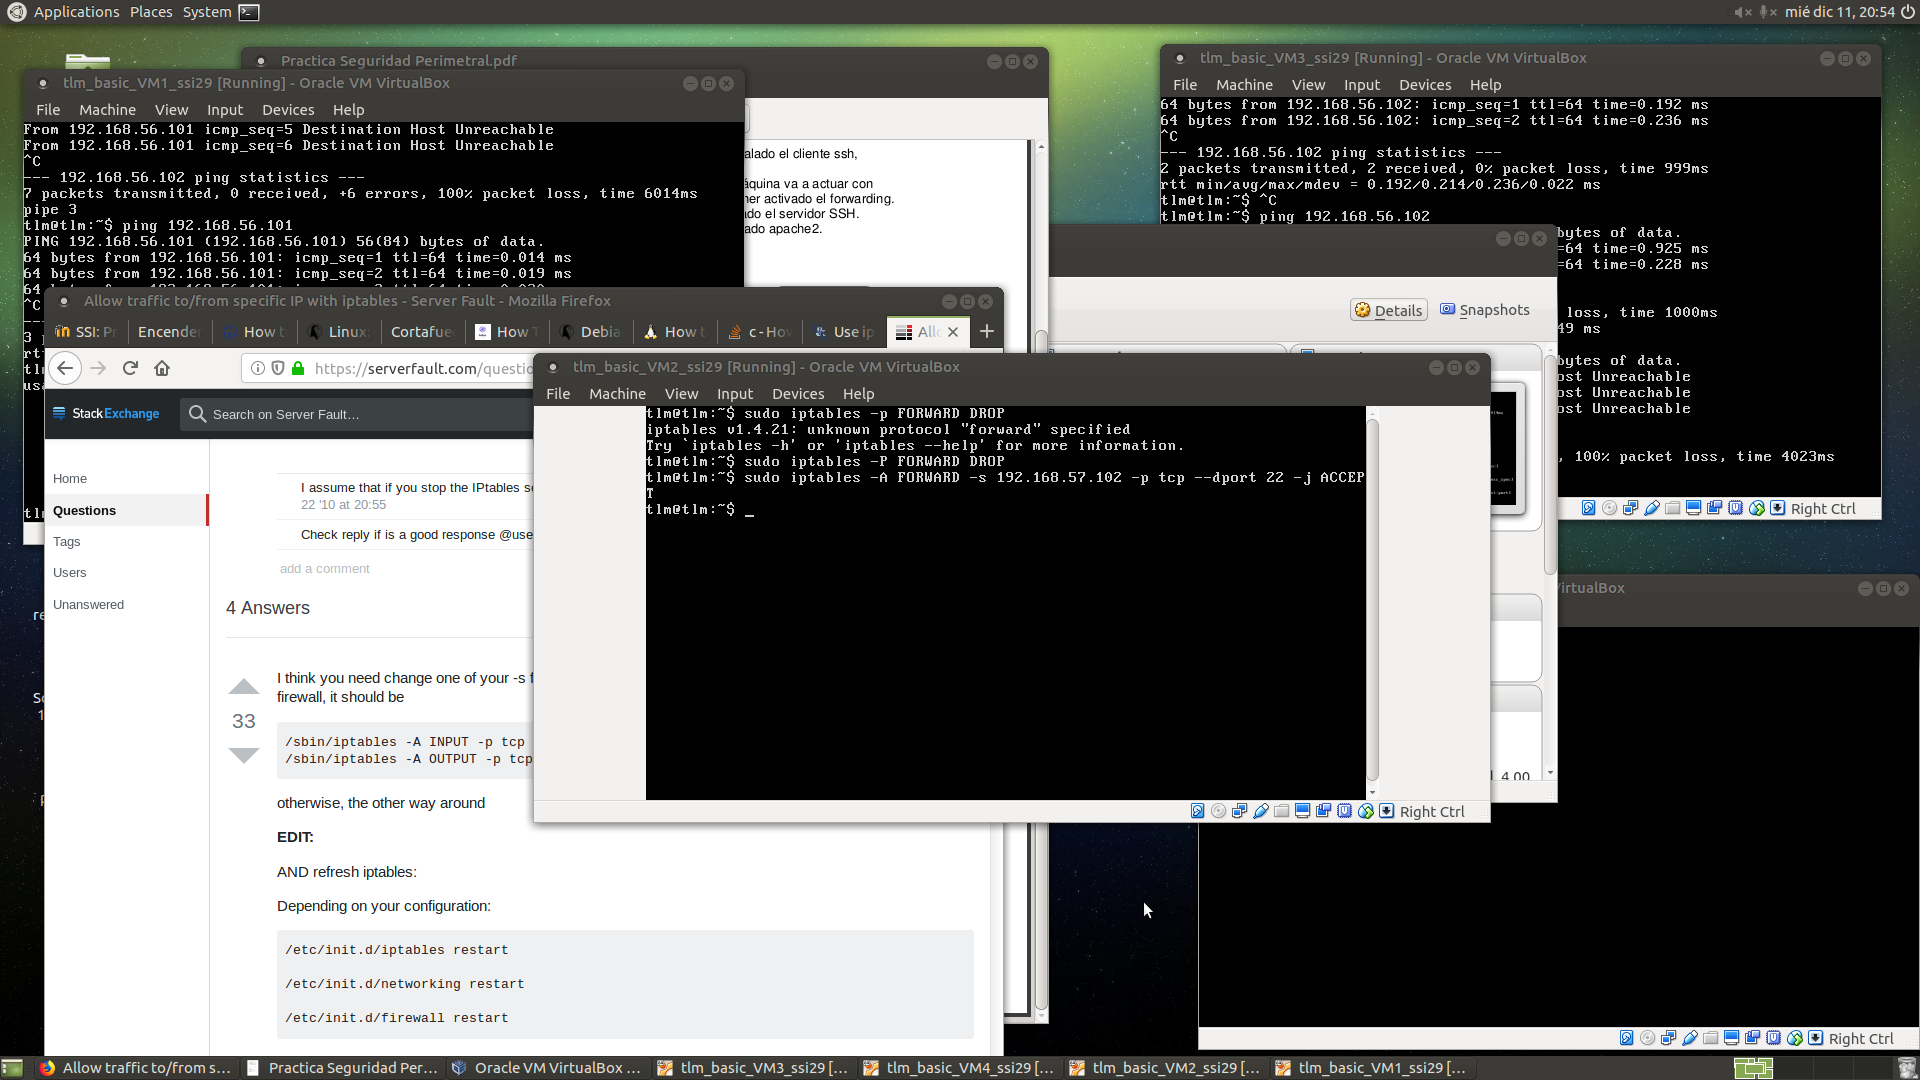 Applications Places System
mié dic 11, 20:54
Practica Seguridad Perimetral.pdf
alado el cliente ssh,
áquina va a actuar con
ner activado el forwarding.
ado el servidor SSH.
ado apache2.
tlm_basic_VM1_ssi29 [Running] - Oracle VM VirtualBox
File Machine View Input Devices Help
From 192.168.56.101 icmp_seq=5 Destination Host Unreachable
From 192.168.56.101 icmp_seq=6 Destination Host Unreachable
^C
--- 192.168.56.102 ping statistics ---
7 packets transmitted, 0 received, +6 errors, 100% packet loss, time 6014ms
pipe 3
tlm@tlm:~$ ping 192.168.56.101
PING 192.168.56.101 (192.168.56.101) 56(84) bytes of data.
64 bytes from 192.168.56.101: icmp_seq=1 ttl=64 time=0.014 ms
64 bytes from 192.168.56.101: icmp_seq=2 ttl=64 time=0.019 ms
64
^C
---
3
tlm_basic_VM3_ssi29 [Running] - Oracle VM VirtualBox
File Machine View Input Devices Help
64 bytes from 192.168.56.102: icmp_seq=1 ttl=64 time=0.192 ms
64 bytes from 192.168.56.102: icmp_seq=2 ttl=64 time=0.236 ms
^C
--- 192.168.56.102 ping statistics ---
2 packets transmitted, 2 received, 0% packet loss, time 999ms
rtt min/avg/max/mdev = 0.192/0.214/0.236/0.022 ms
tlm@tlm:~$ ^C
tlm@tlm:~$ ping 192.168.56.102
bytes of data.
=64 time=0.925 ms
=64 time=0.228 ms
loss, time 1000ms
49 ms
bytes of data.
ost Unreachable
ost Unreachable
ost Unreachable
, 100% packet loss, time 4023ms
Right Ctrl
Details Snapshots
4.00
Allow traffic to/from specific IP with iptables - Server Fault - Mozilla Firefox
SSI: Pr Encende How t Linux: Cortafue How T Debia How t c - Hov Use ip Allo
https://serverfault.com/questio
StackExchange Search on Server Fault…
Home
Questions
Tags
Users
Unanswered
I assume that if you stop the IPtables se
22 '10 at 20:55
Check reply if is a good response @use
add a comment
4 Answers
33
I think you need change one of your -s f
firewall, it should be
/sbin/iptables -A INPUT -p tcp
/sbin/iptables -A OUTPUT -p tcp
otherwise, the other way around
EDIT:
AND refresh iptables:
Depending on your configuration:
/etc/init.d/iptables restart
/etc/init.d/networking restart
/etc/init.d/firewall restart
tlm_basic_VM2_ssi29 [Running] - Oracle VM VirtualBox
File Machine View Input Devices Help
tlm@tlm:~$ sudo iptables -p FORWARD DROP
iptables v1.4.21: unknown protocol "forward" specified
Try `iptables -h' or 'iptables --help' for more information.
tlm@tlm:~$ sudo iptables -P FORWARD DROP
tlm@tlm:~$ sudo iptables -A FORWARD -s 192.168.57.102 -p tcp --dport 22 -j ACCEP
T
tlm@tlm:~$ _
Right Ctrl
VirtualBox
Right Ctrl
Allow traffic to/from s... Practica Seguridad Per... Oracle VM VirtualBox ... tlm_basic_VM3_ssi29 [... tlm_basic_VM4_ssi29 [... tlm_basic_VM2_ssi29 [... tlm_basic_VM1_ssi29 [...